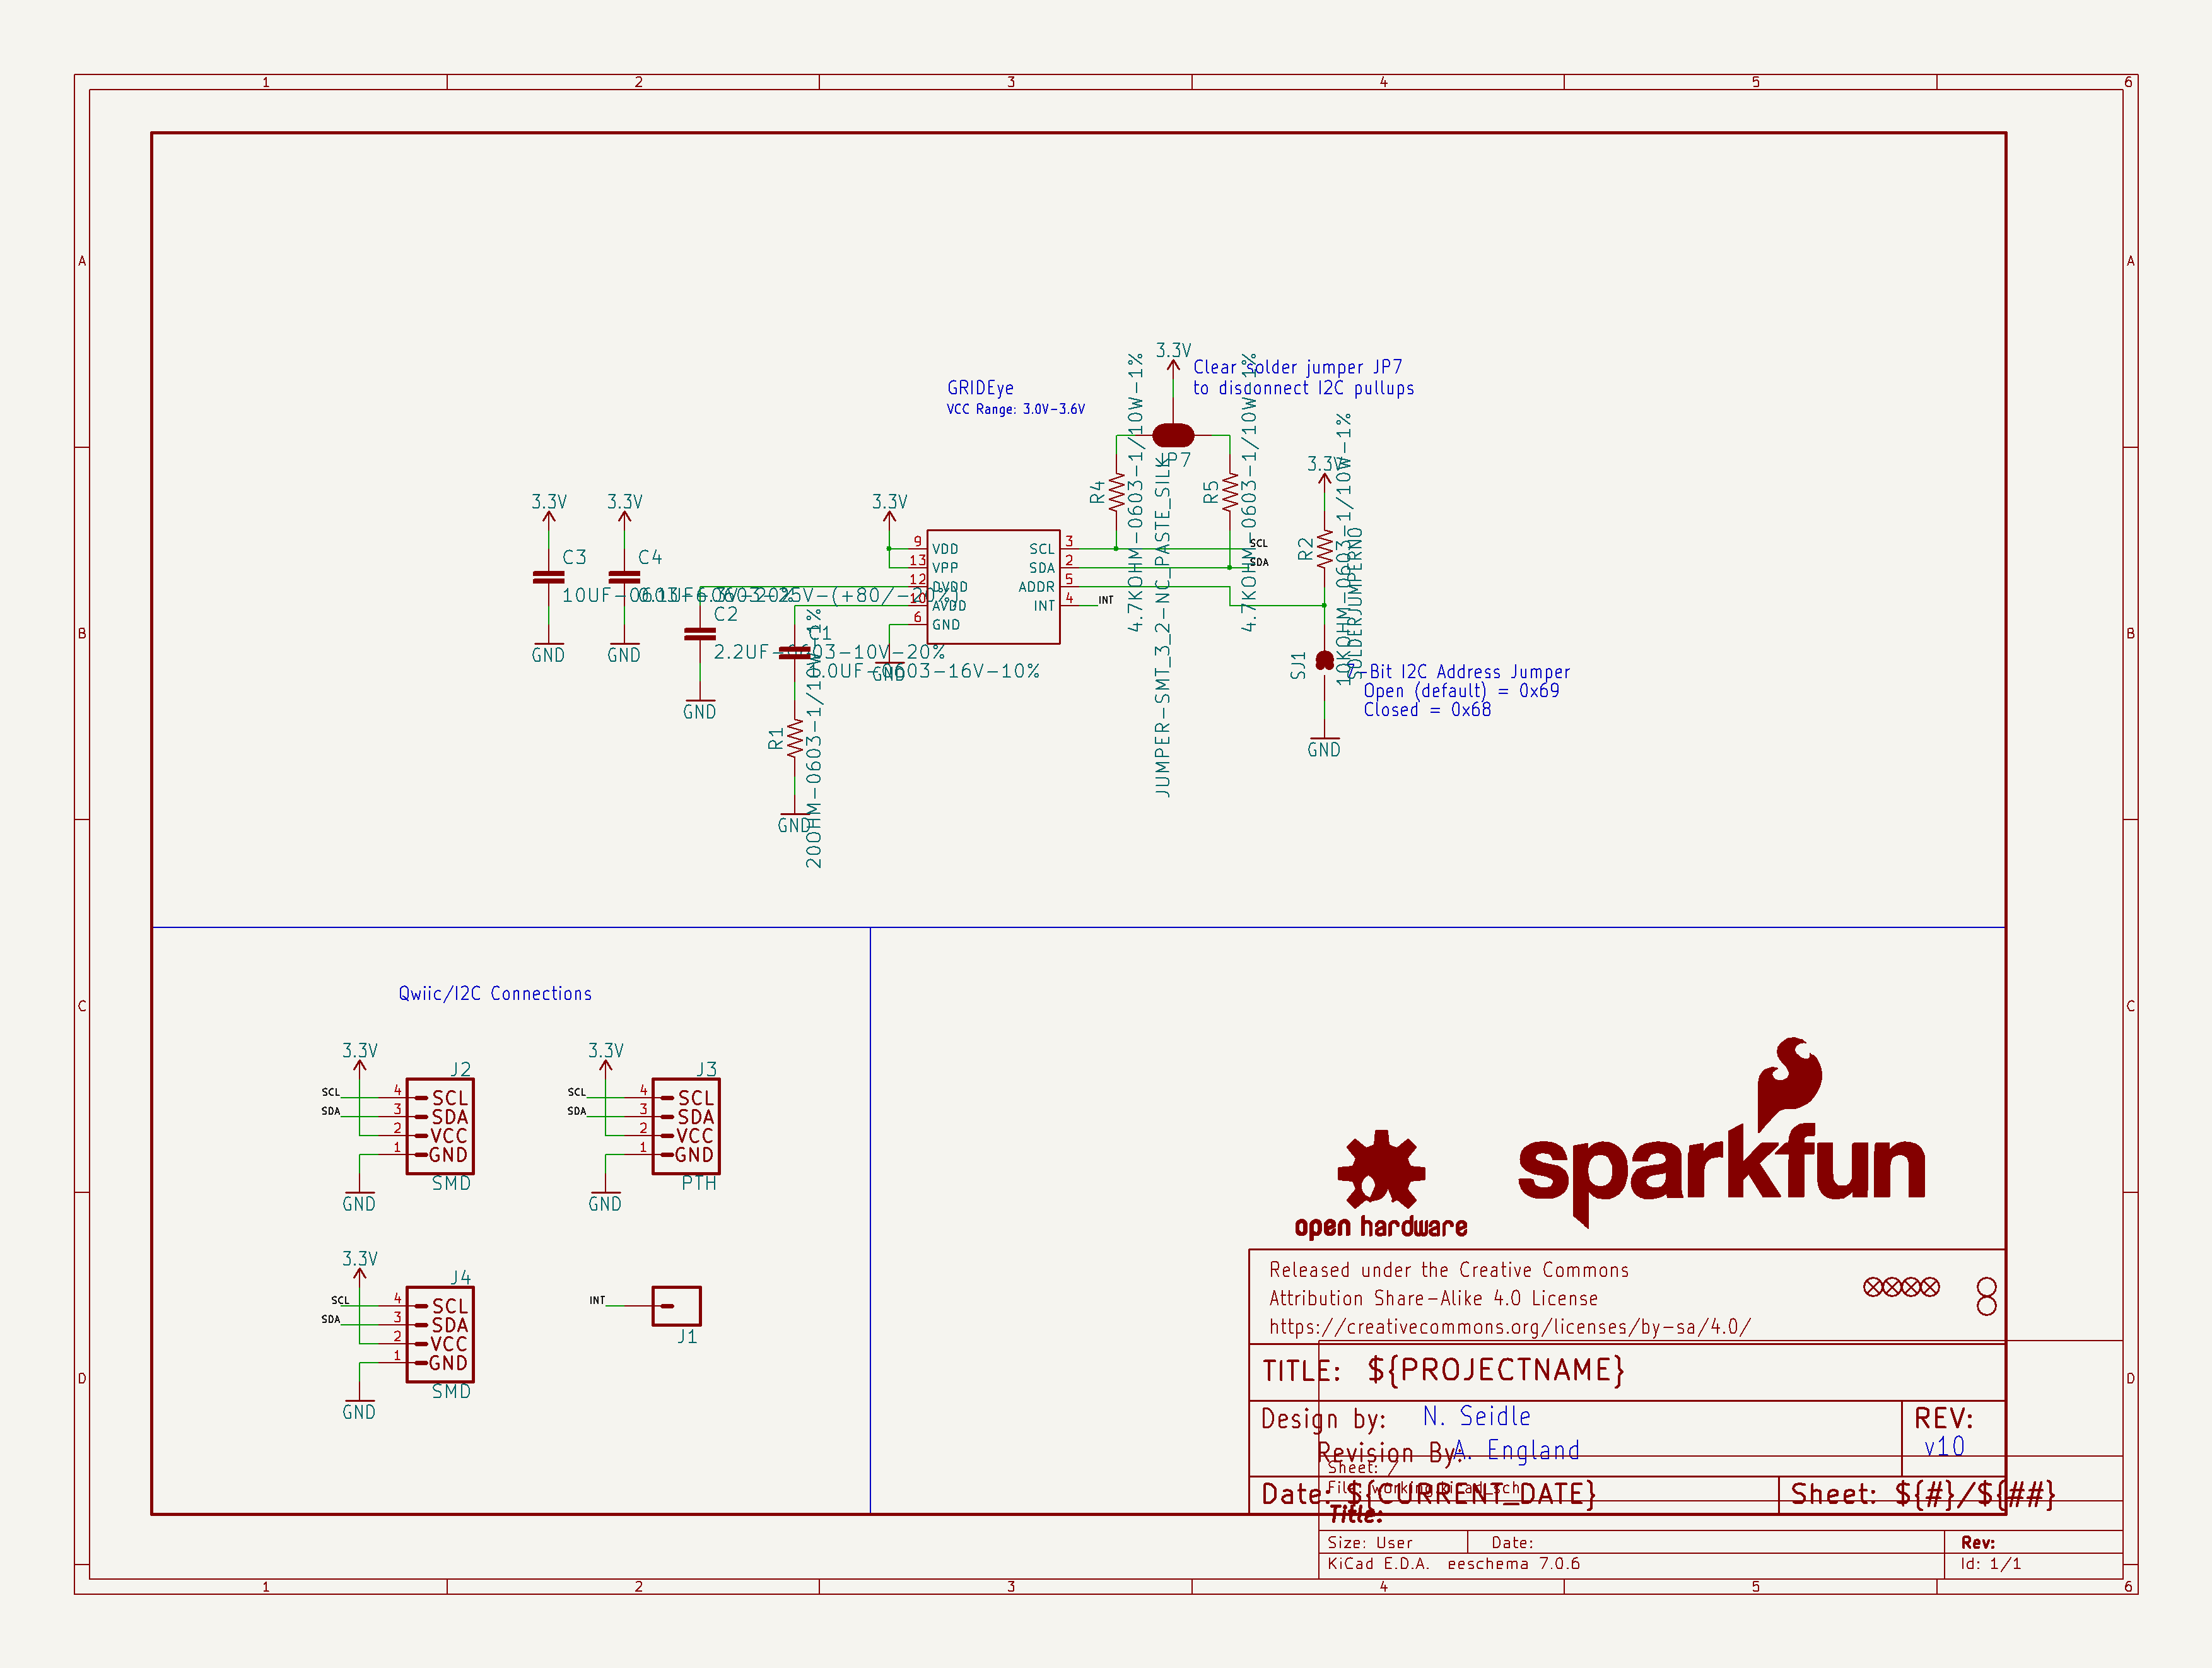 1 2 3 4 5 6
A A
B B
C C
D D
3.3V
Clear solder jumper JP7
to disconnect I2C pullups
GRIDEye
VCC Range: 3.0V-3.6V
JP7
JUMPER-SMT_3_2-NC_PASTE_SILK
R4
4.7KOHM-0603-1/10W-1%
R5
4.7KOHM-0603-1/10W-1%
3.3V
R2
10KOHM-0603-1/10W-1%
3.3V
3.3V
3.3V
C3
10UF-0603-6.3V-20%
GND
C4
0.1UF-0603-25V-(+80/-20%)
GND
C2
2.2UF-0603-10V-20%
GND
C1
GND
R1
200HM-0603-1/10W-1%
GND
9 VDD
13 VPP
12 DVDD
10 AVDD
6 GND
SCL 3
SDA 2
ADDR 5
INT 4
SCL
SDA
INT
SJ1
SOLDERJUMPERNO
7-Bit I2C Address Jumper
Open (default) = 0x69
Closed = 0x68
GND
Qwiic/I2C Connections
3.3V
J2
SCL 4 SCL
SDA 3 SDA
2 VCC
1 GND
SMD
GND
3.3V
J3
SCL 4 SCL
SDA 3 SDA
2 VCC
1 GND
PTH
GND
3.3V
J4
SCL 4 SCL
SDA 3 SDA
2 VCC
1 GND
SMD
GND
INT
J1
sparkfun
open hardware
Released under the Creative Commons
Attribution Share-Alike 4.0 License
https://creativecommons.org/licenses/by-sa/4.0/
TITLE: ${PROJECTNAME}
Design by: N. Seidle
REV:
v10
Revision By: A. England
Sheet: /
File: working.kicad_sch
Date: ${CURRENT_DATE}
Sheet: ${#}/${##}
Title:
Size: User Date: Rev:
KiCad E.D.A. eeschema 7.0.6 Id: 1/1
1 2 3 4 5 6